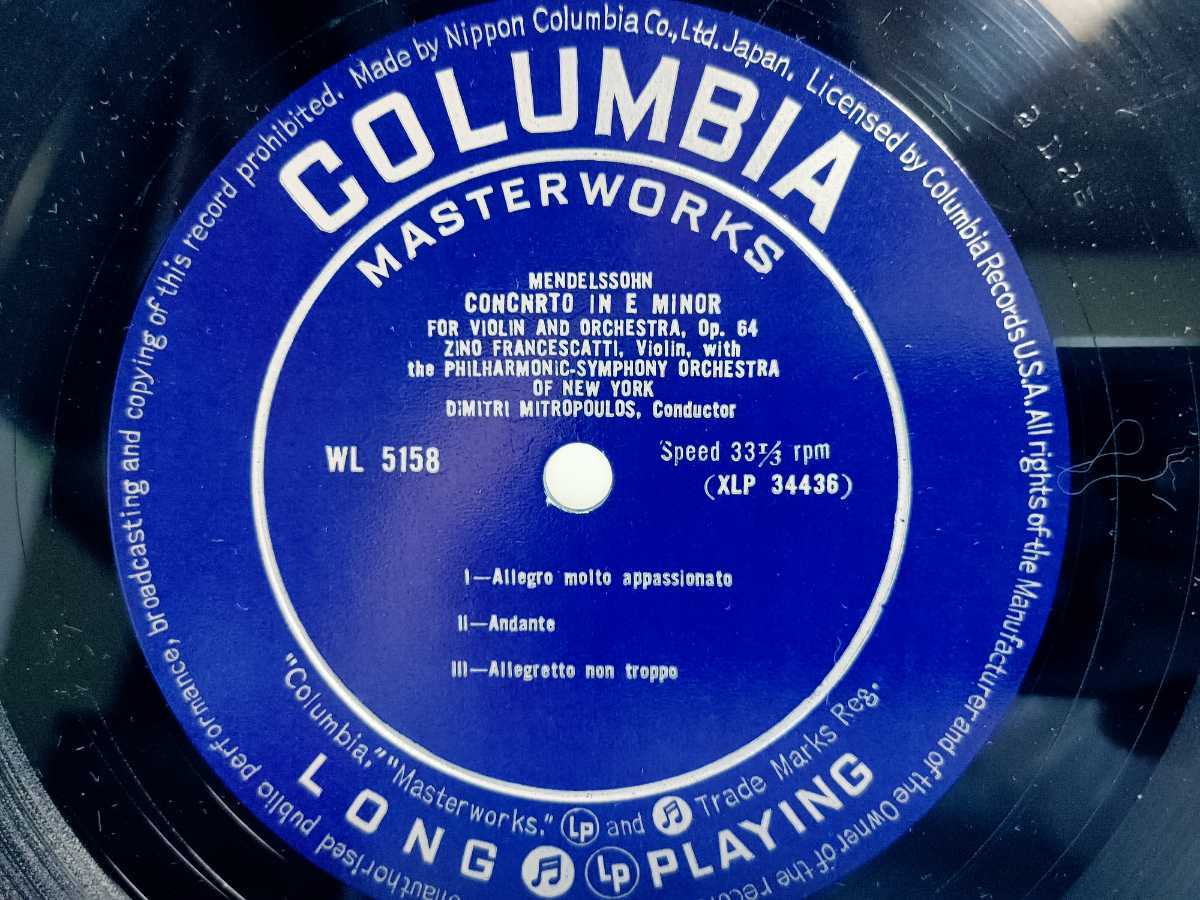 nauthorised public performance, broadcasting and copying of this record prohibited. Made by Nippon Columbia Co., Ltd. Japan. Licensed by Columbia Records U.S.A. All rights of the Manufacturer and of the Owner of the reco
COLUMBIA
MASTERWORKS
MENDELSSOHN
CONCNRTO IN E MINOR
FOR VIOLIN AND ORCHESTRA, Op. 64
ZINO FRANCESCATTI, Violin, with
the PHILHARMONIC-SYMPHONY ORCHESTRA
OF NEW YORK
DIMITRI MITROPOULOS, Conductor
WL 5158
Speed 33⅓ rpm
(XLP 34436)
I—Allegro molto appassionato
II—Andante
III—Allegretto non troppo
"Columbia," "Masterworks." LP and Trade Marks Reg.
LONG LP PLAYING